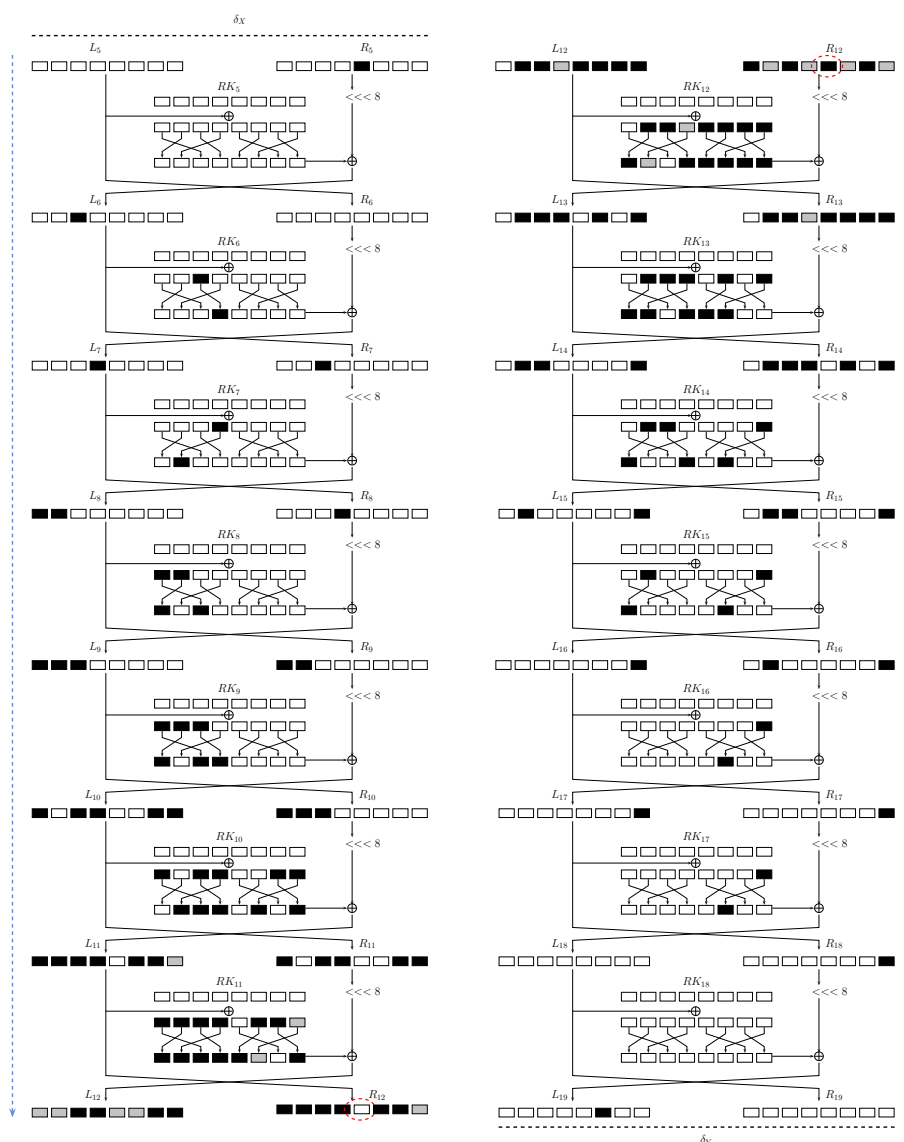 δX
L5 R5
RK5
<<< 8
L6 R6
RK6
<<< 8
L7 R7
RK7
<<< 8
L8 R8
RK8
<<< 8
L9 R9
RK9
<<< 8
L10 R10
RK10
<<< 8
L11 R11
RK11
<<< 8
L12 R12
L12 R12
RK12
<<< 8
L13 R13
RK13
<<< 8
L14 R14
RK14
<<< 8
L15 R15
RK15
<<< 8
L16 R16
RK16
<<< 8
L17 R17
RK17
<<< 8
L18 R18
RK18
<<< 8
L19 R19